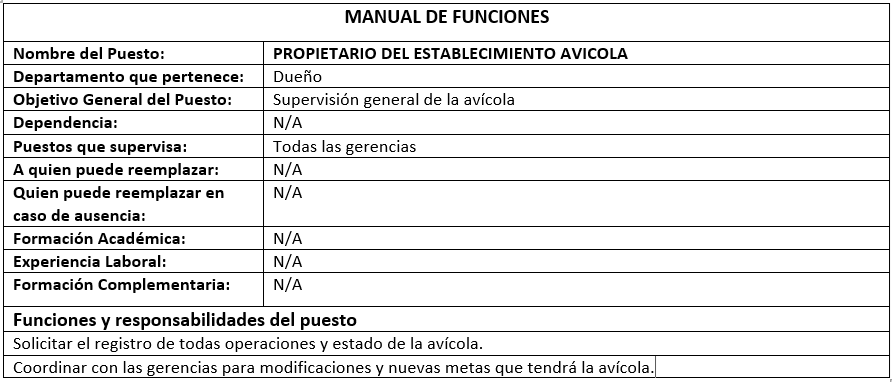 MANUAL DE FUNCIONES
Nombre del Puesto: PROPIETARIO DEL ESTABLECIMIENTO AVICOLA
Departamento que pertenece: Dueño
Objetivo General del Puesto: Supervisión general de la avícola
Dependencia: N/A
Puestos que supervisa: Todas las gerencias
A quien puede reemplazar: N/A
Quien puede reemplazar en N/A
caso de ausencia:
Formación Académica: N/A
Experiencia Laboral: N/A
Formación Complementaria: N/A
Funciones y responsabilidades del puesto
Solicitar el registro de todas operaciones y estado de la avícola.
Coordinar con las gerencias para modificaciones y nuevas metas que tendrá la avícola.